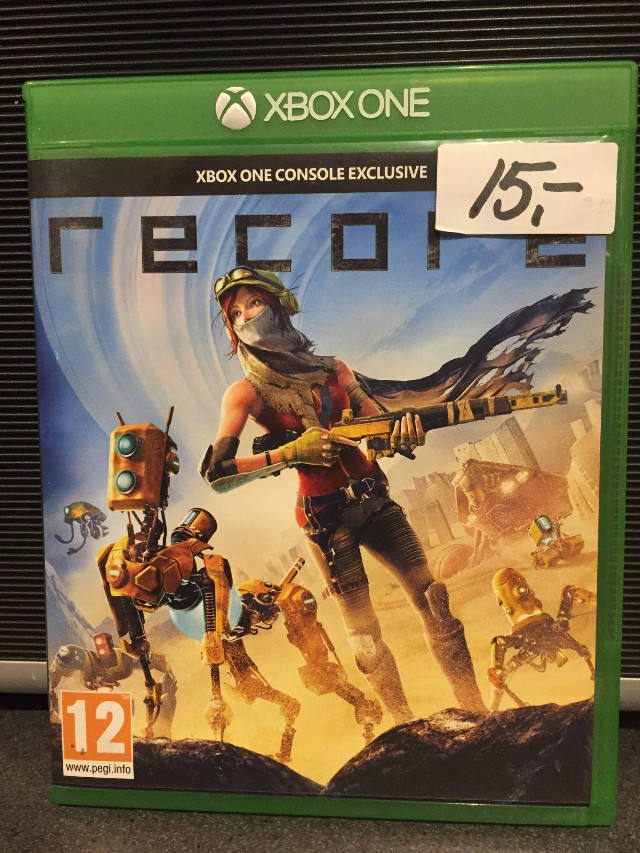 XBOX ONE
XBOX ONE CONSOLE EXCLUSIVE
15,-
recore
12
www.pegi.info